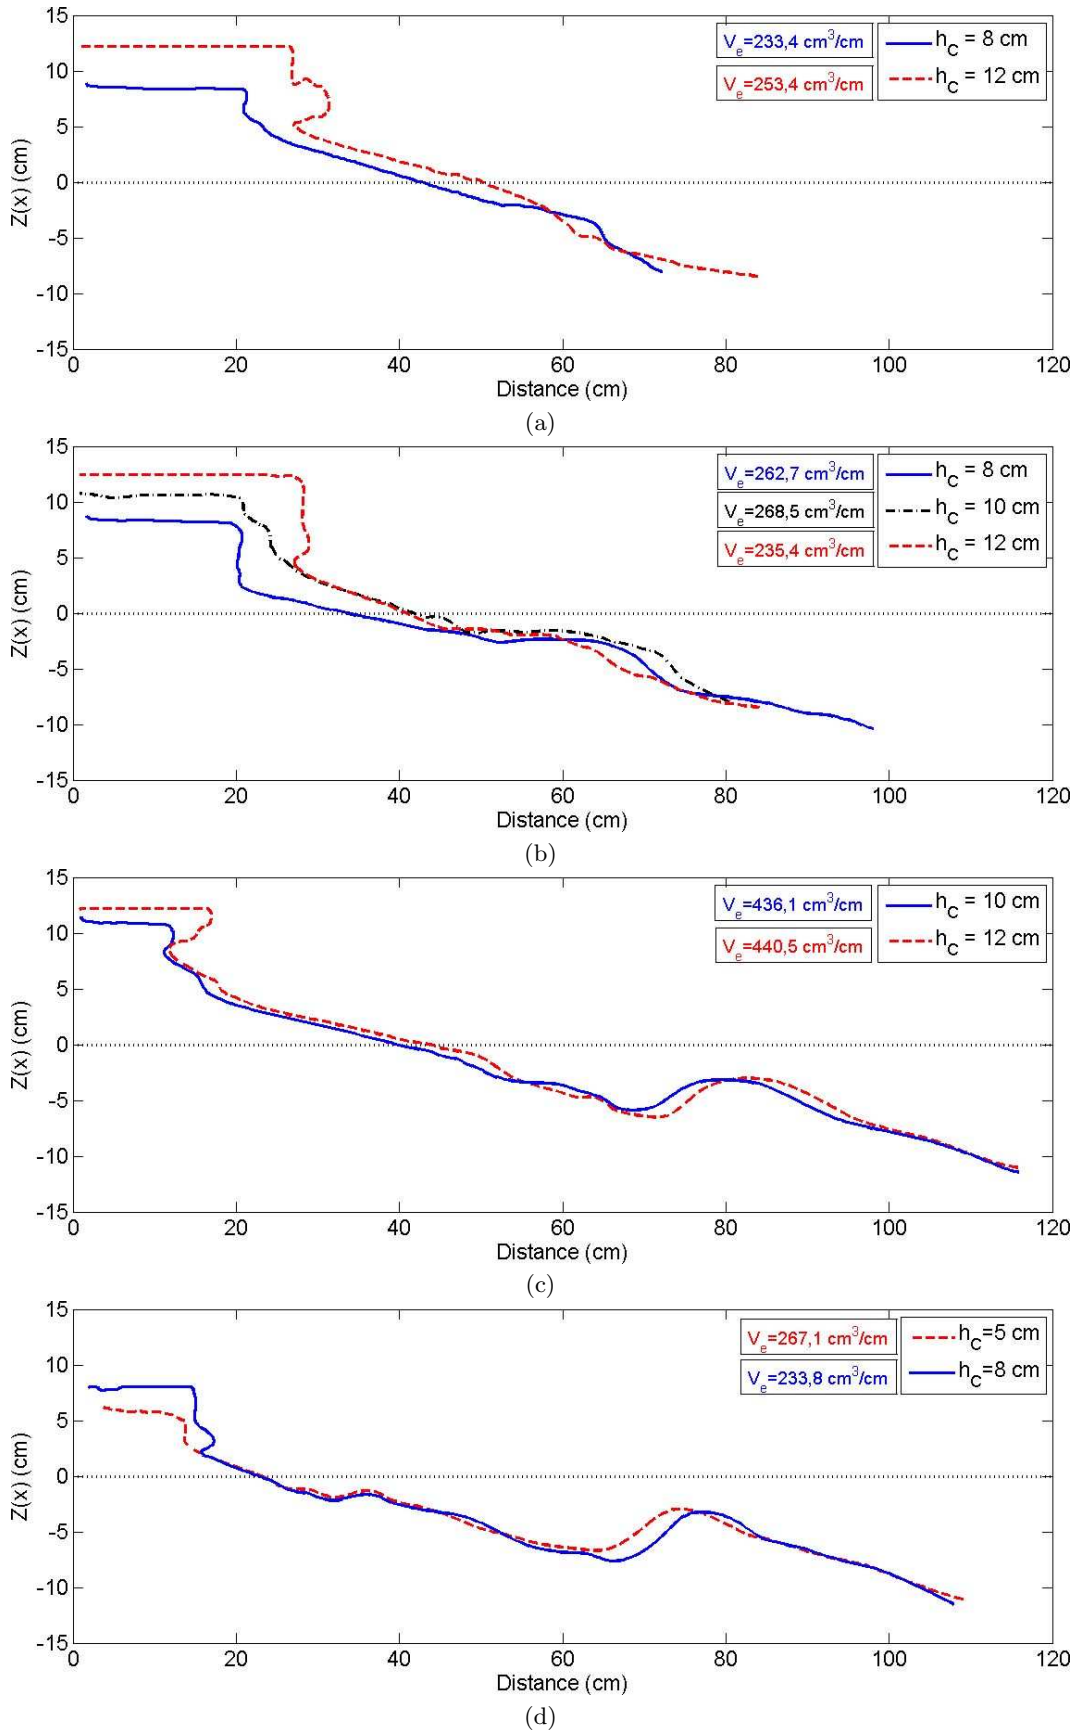 15
10
5
0
-5
-10
-15
Z(x) (cm)
V_e=233,4 cm³/cm
V_e=253,4 cm³/cm
h_C = 8 cm
h_C = 12 cm
0 20 40 60 80 100 120
Distance (cm)
(a)
15
10
5
0
-5
-10
-15
Z(x) (cm)
V_e=262,7 cm³/cm
V_e=268,5 cm³/cm
V_e=235,4 cm³/cm
h_C = 8 cm
h_C = 10 cm
h_C = 12 cm
0 20 40 60 80 100 120
Distance (cm)
(b)
15
10
5
0
-5
-10
-15
Z(x) (cm)
V_e=436,1 cm³/cm
V_e=440,5 cm³/cm
h_C = 10 cm
h_C = 12 cm
0 20 40 60 80 100 120
Distance (cm)
(c)
15
10
5
0
-5
-10
-15
Z(x) (cm)
V_e=267,1 cm³/cm
V_e=233,8 cm³/cm
h_C=5 cm
h_C=8 cm
0 20 40 60 80 100 120
Distance (cm)
(d)